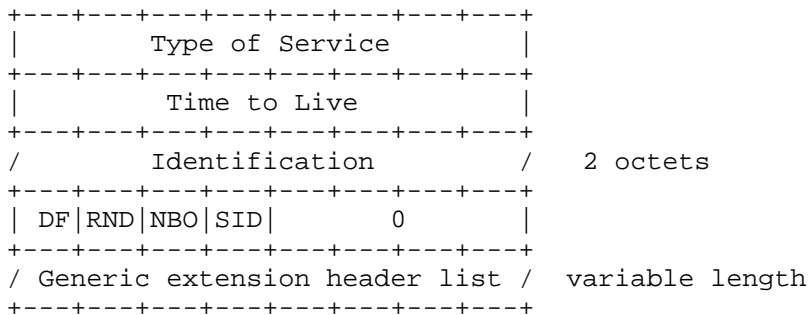 +---+---+---+---+---+---+---+---+
|        Type of Service        |
+---+---+---+---+---+---+---+---+
|         Time to Live          |
+---+---+---+---+---+---+---+---+
/        Identification         /   2 octets
+---+---+---+---+---+---+---+---+
| DF|RND|NBO|SID|       0       |
+---+---+---+---+---+---+---+---+
/ Generic extension header list /  variable length
+---+---+---+---+---+---+---+---+